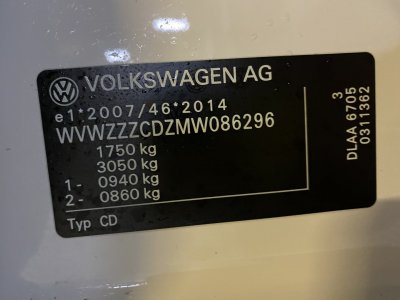 VOLKSWAGEN AG
e1*2007/46*2014
WVWZZZCDZMW086296
1750 kg
3050 kg
1- 0940 kg
2- 0860 kg
Typ CD
3
DLAA 6705
0311362